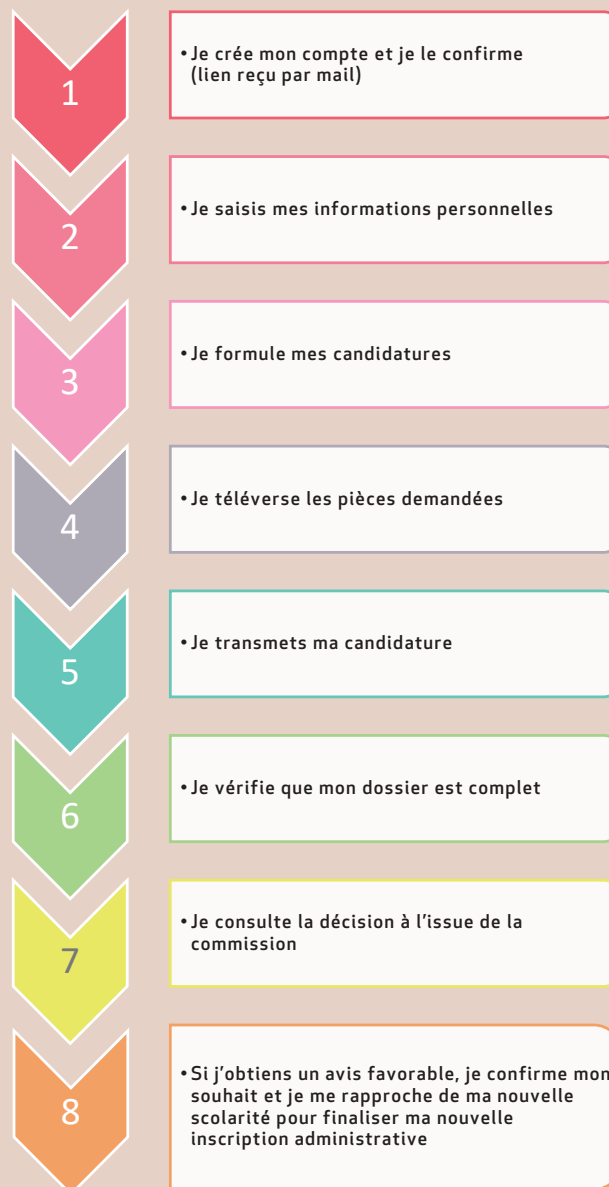 1
• Je crée mon compte et je le confirme
(lien reçu par mail)
2
• Je saisis mes informations personnelles
3
• Je formule mes candidatures
4
• Je téléverse les pièces demandées
5
• Je transmets ma candidature
6
• Je vérifie que mon dossier est complet
7
• Je consulte la décision à l’issue de la
commission
8
• Si j’obtiens un avis favorable, je confirme mon
souhait et je me rapproche de ma nouvelle
scolarité pour finaliser ma nouvelle
inscription administrative